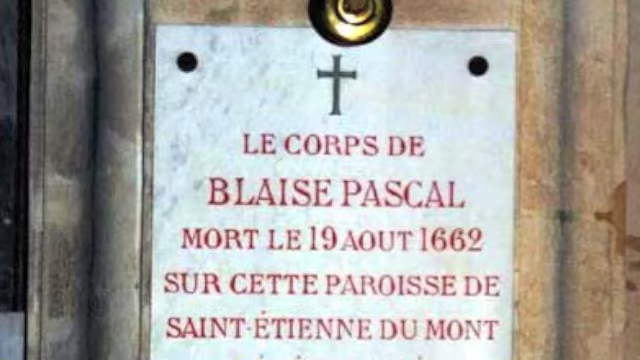 LE CORPS DE
BLAISE PASCAL
MORT LE 19 AOUT 1662
SUR CETTE PAROISSE DE
SAINT-ÉTIENNE DU MONT